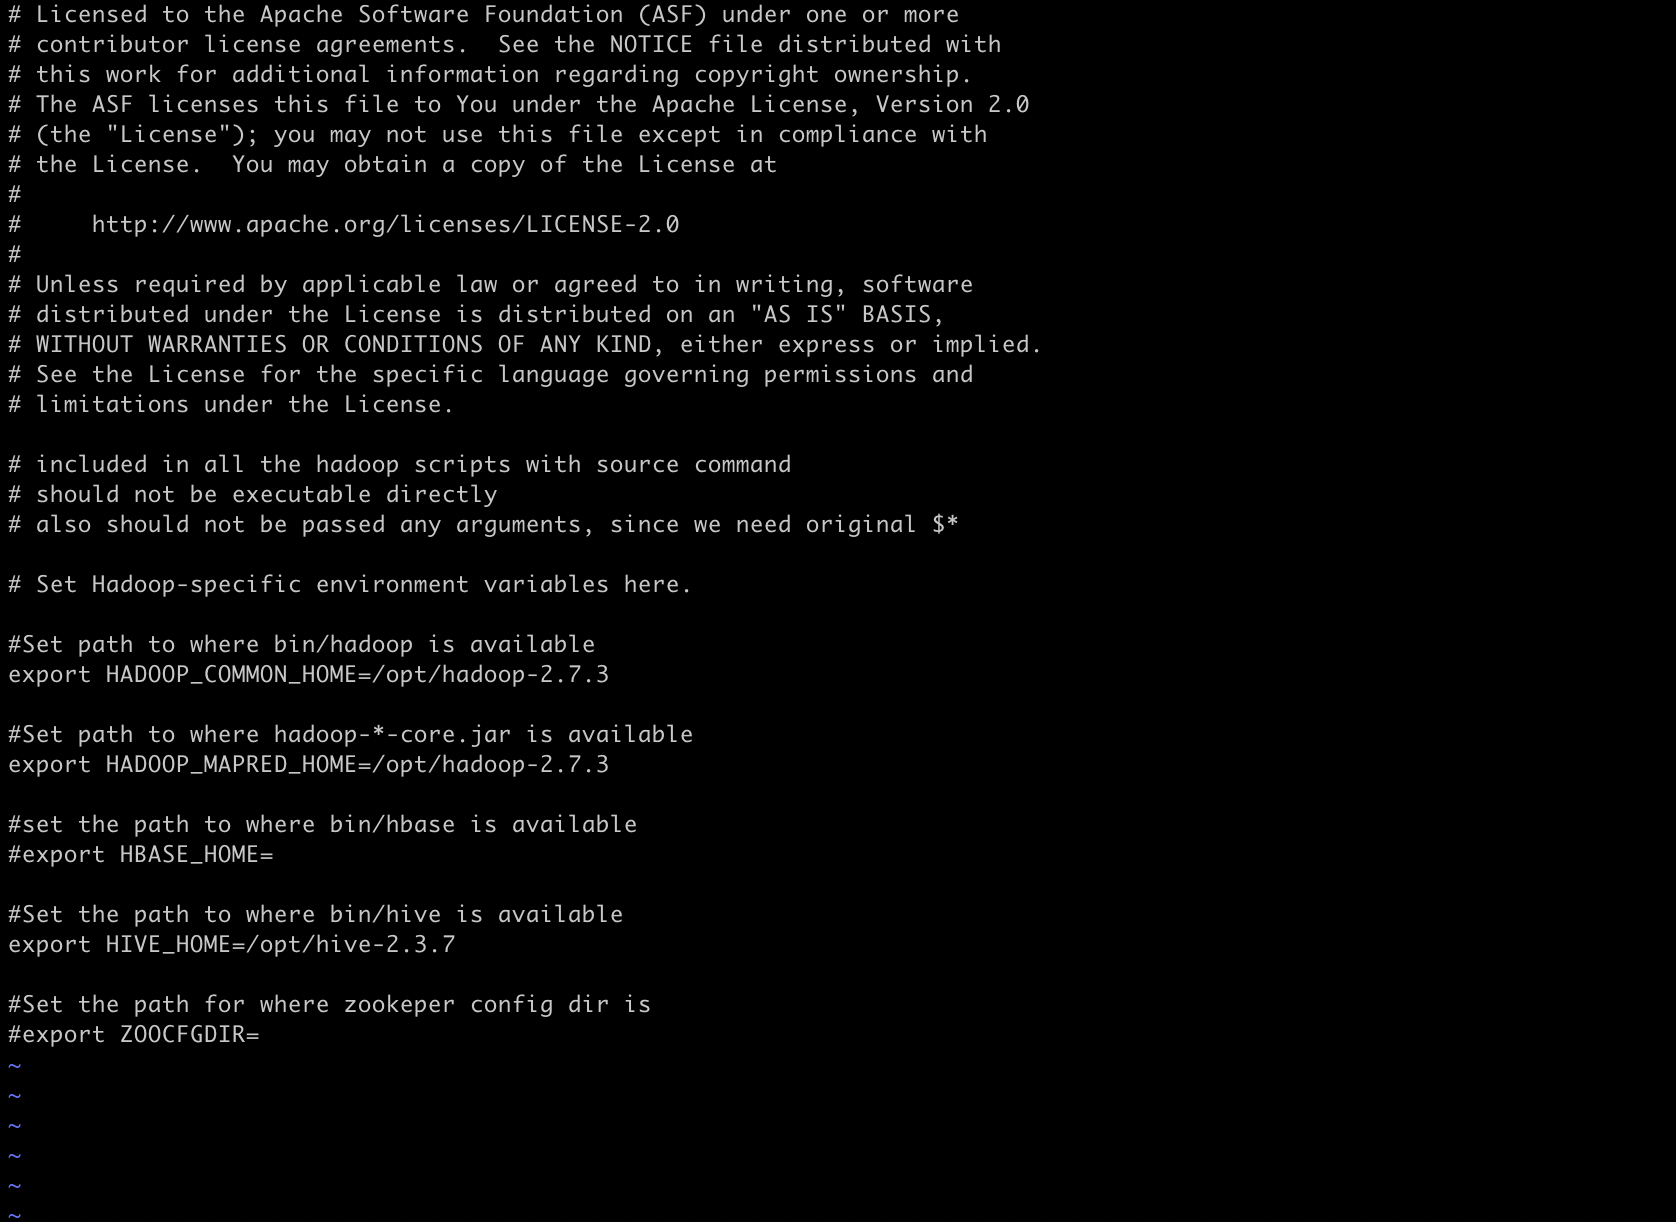 # Licensed to the Apache Software Foundation (ASF) under one or more
# contributor license agreements.  See the NOTICE file distributed with
# this work for additional information regarding copyright ownership.
# The ASF licenses this file to You under the Apache License, Version 2.0
# (the "License"); you may not use this file except in compliance with
# the License.  You may obtain a copy of the License at
#
#     http://www.apache.org/licenses/LICENSE-2.0
#
# Unless required by applicable law or agreed to in writing, software
# distributed under the License is distributed on an "AS IS" BASIS,
# WITHOUT WARRANTIES OR CONDITIONS OF ANY KIND, either express or implied.
# See the License for the specific language governing permissions and
# limitations under the License.

# included in all the hadoop scripts with source command
# should not be executable directly
# also should not be passed any arguments, since we need original $*

# Set Hadoop-specific environment variables here.

#Set path to where bin/hadoop is available
export HADOOP_COMMON_HOME=/opt/hadoop-2.7.3

#Set path to where hadoop-*-core.jar is available
export HADOOP_MAPRED_HOME=/opt/hadoop-2.7.3

#set the path to where bin/hbase is available
#export HBASE_HOME=

#Set the path to where bin/hive is available
export HIVE_HOME=/opt/hive-2.3.7

#Set the path for where zookeper config dir is
#export ZOOCFGDIR=
~
~
~
~
~
~